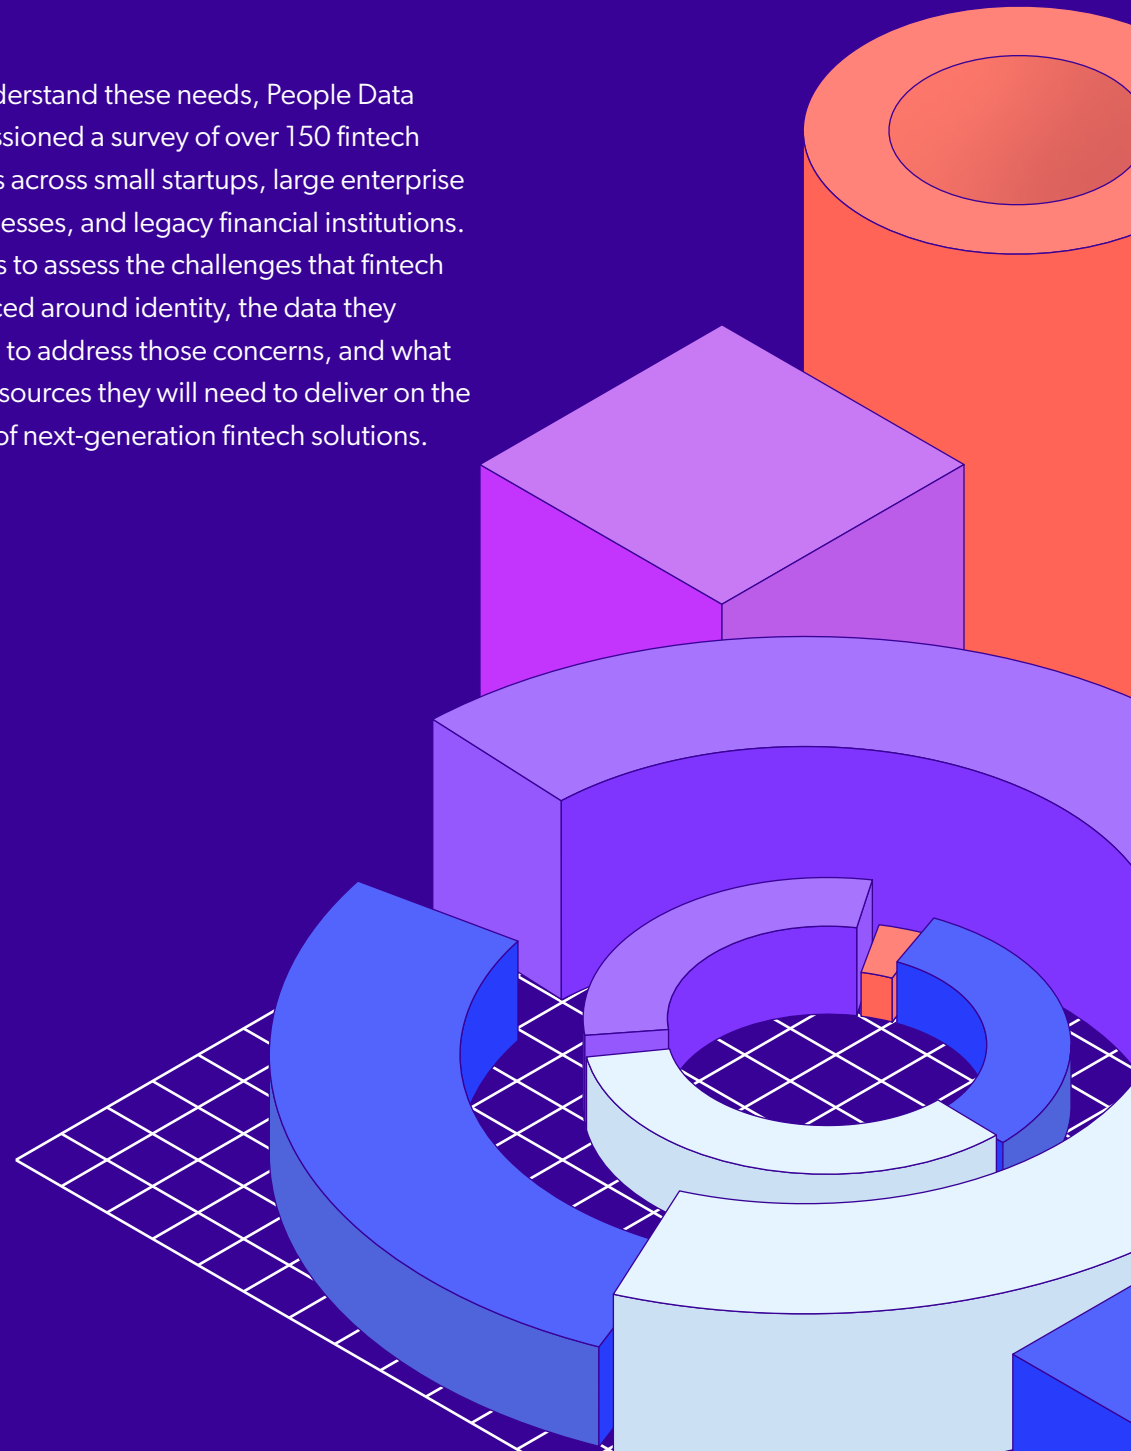 derstand these needs, People Data
ssioned a survey of over 150 fintech
s across small startups, large enterprise
esses, and legacy financial institutions.
s to assess the challenges that fintech
ced around identity, the data they
to address those concerns, and what
sources they will need to deliver on the
of next-generation fintech solutions.